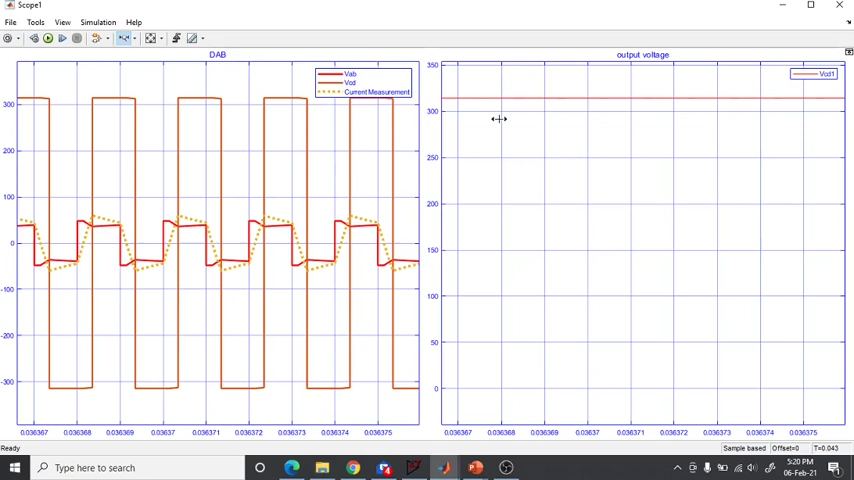 Scope1
File Tools View Simulation Help
DAB
Vab
Vcd
Current Measurement
300
200
100
0
-100
-200
-300
0.036367 0.036368 0.036369 0.03637 0.036371 0.036372 0.036373 0.036374 0.036375
output voltage
Vcd1
350
300
250
200
150
100
50
0
0.036367 0.036368 0.036369 0.03637 0.036371 0.036372 0.036373 0.036374 0.036375
Ready
Sample based Offset=0 T=0.043
Type here to search
4
5:20 PM
06-Feb-21
1